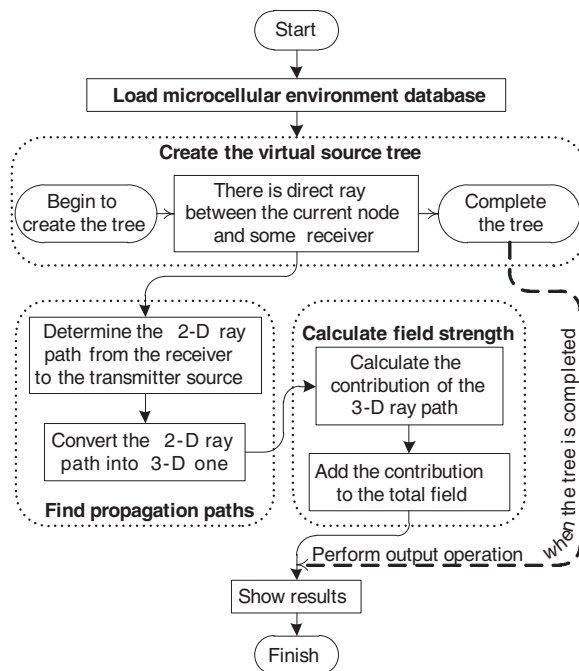 Start
Load microcellular environment database
Create the virtual source tree
Begin to
create the tree
There is direct ray
between the current node
and some receiver
Complete
the tree
Determine the 2-D ray
path from the receiver
to the transmitter source
Convert the 2-D ray
path into 3-D one
Find propagation paths
Calculate field strength
Calculate the
contribution of the
3-D ray path
Add the contribution
to the total field
when the tree is completed
Perform output operation
Show results
Finish